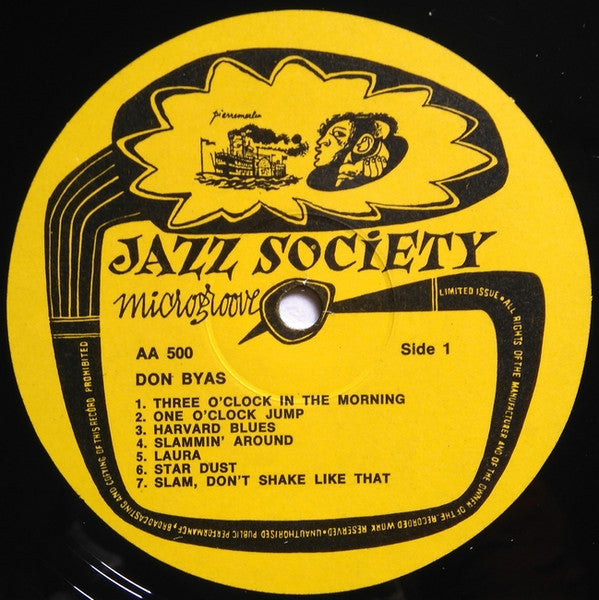 pierremerlin
JAZZ SOCiETY
microgroove
LIMITED ISSUE • ALL RIGHTS OF THE MANUFACTURER AND OF THE OWNER OF THE RECORDED WORK RESERVED • UNAUTHORISED PUBLIC PERFORMANCE, BROADCASTING AND COPYING OF THIS RECORD PROHIBITED
AA 500
Side 1
DON BYAS
1. THREE O'CLOCK IN THE MORNING
2. ONE O'CLOCK JUMP
3. HARVARD BLUES
4. SLAMMIN' AROUND
5. LAURA
6. STAR DUST
7. SLAM, DON'T SHAKE LIKE THAT